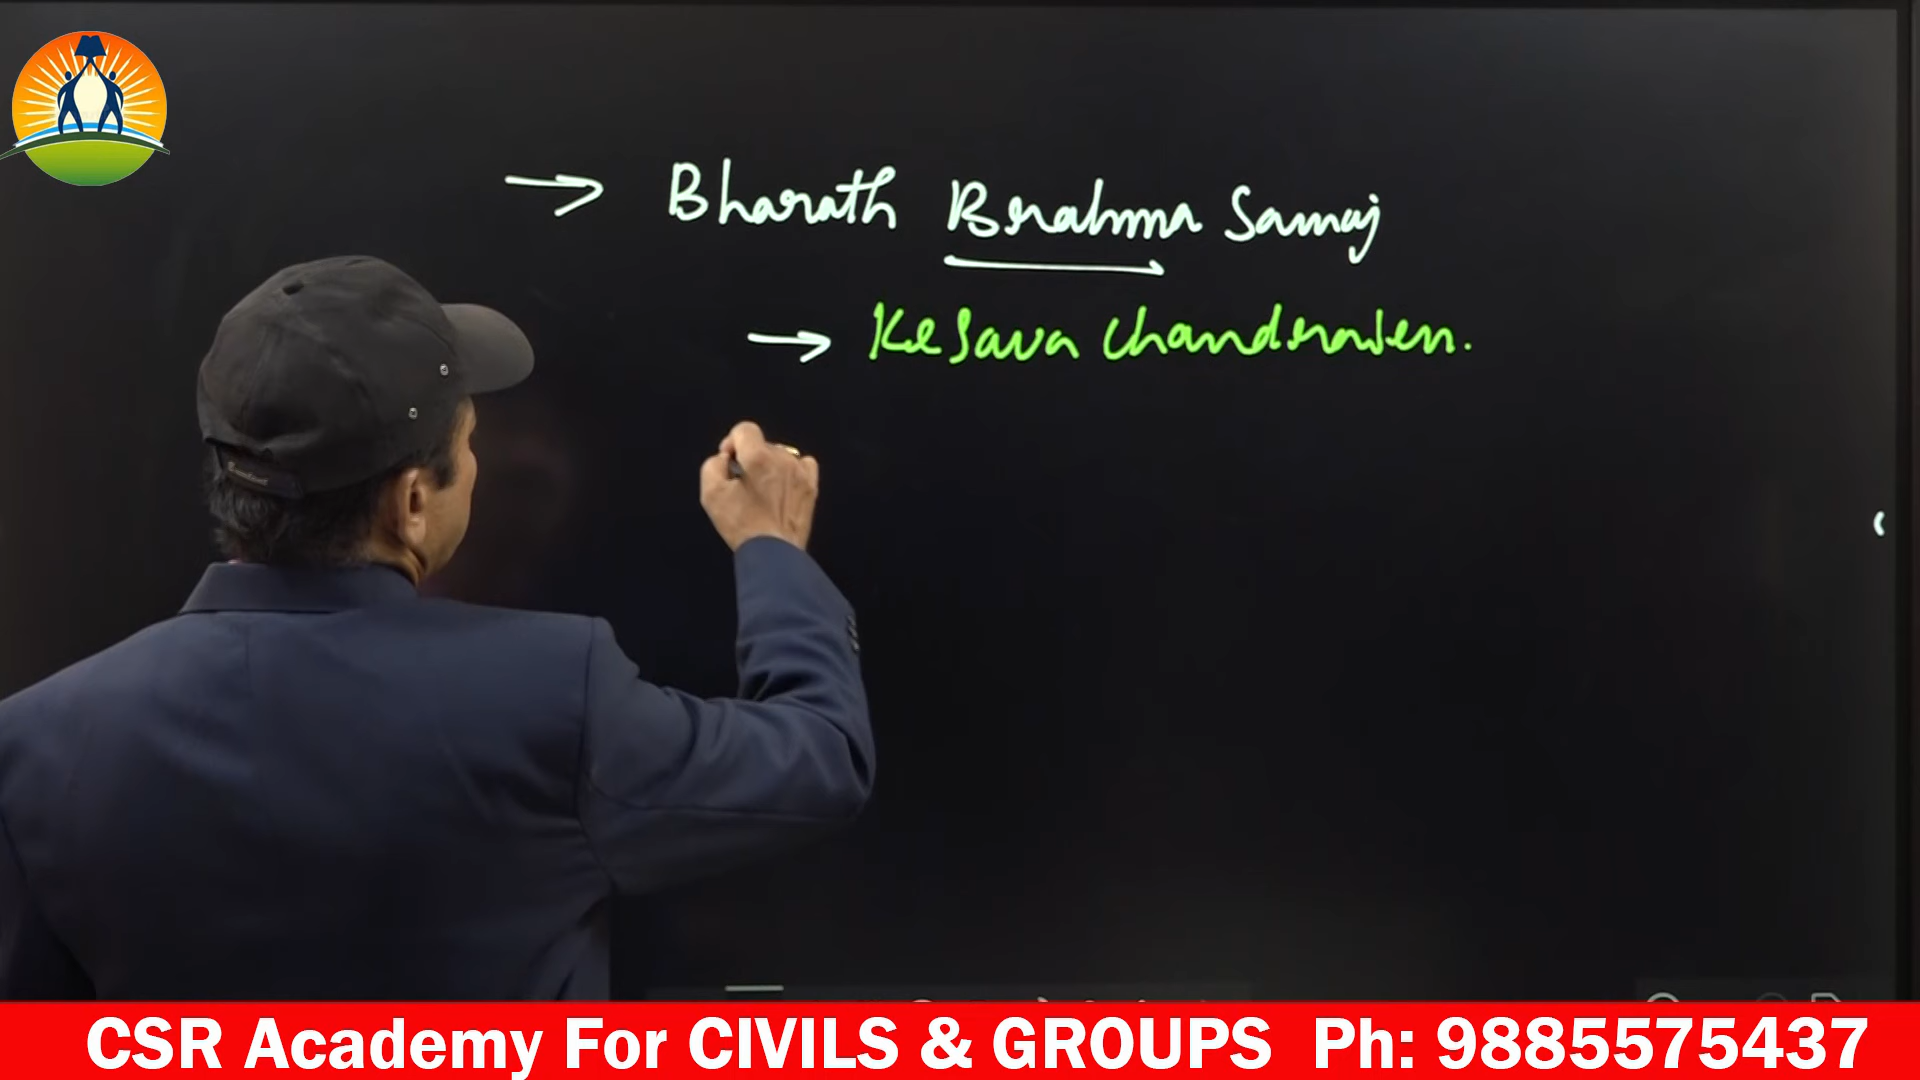 → Bharath Brahma Samaj
→ Kesava Chandrasen.
CSR Academy For CIVILS & GROUPS Ph: 9885575437